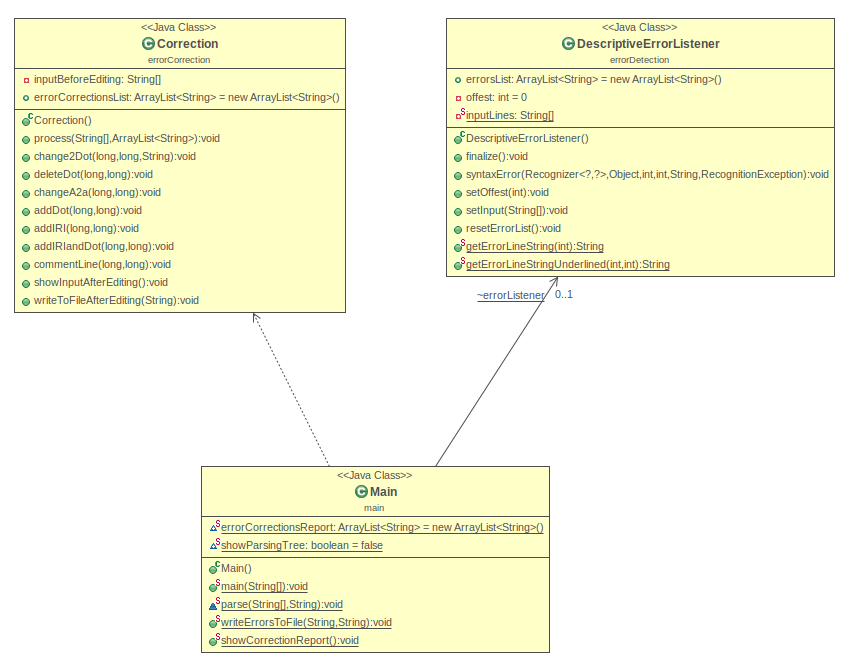 <<Java Class>>
Correction
errorCorrection
inputBeforeEditing: String[]
errorCorrectionsList: ArrayList<String> = new ArrayList<String>()
Correction()
process(String[],ArrayList<String>):void
change2Dot(long,long,String):void
deleteDot(long,long):void
changeA2a(long,long):void
addDot(long,long):void
addIRI(long,long):void
addIRIandDot(long,long):void
commentLine(long,long):void
showInputAfterEditing():void
writeToFileAfterEditing(String):void
<<Java Class>>
DescriptiveErrorListener
errorDetection
errorsList: ArrayList<String> = new ArrayList<String>()
offest: int = 0
inputLines: String[]
DescriptiveErrorListener()
finalize():void
syntaxError(Recognizer<?,?>,Object,int,int,String,RecognitionException):void
setOffest(int):void
setInput(String[]):void
resetErrorList():void
getErrorLineString(int):String
getErrorLineStringUnderlined(int,int):String
~errorListener 0..1
<<Java Class>>
Main
main
errorCorrectionsReport: ArrayList<String> = new ArrayList<String>()
showParsingTree: boolean = false
Main()
main(String[]):void
parse(String[],String):void
writeErrorsToFile(String,String):void
showCorrectionReport():void